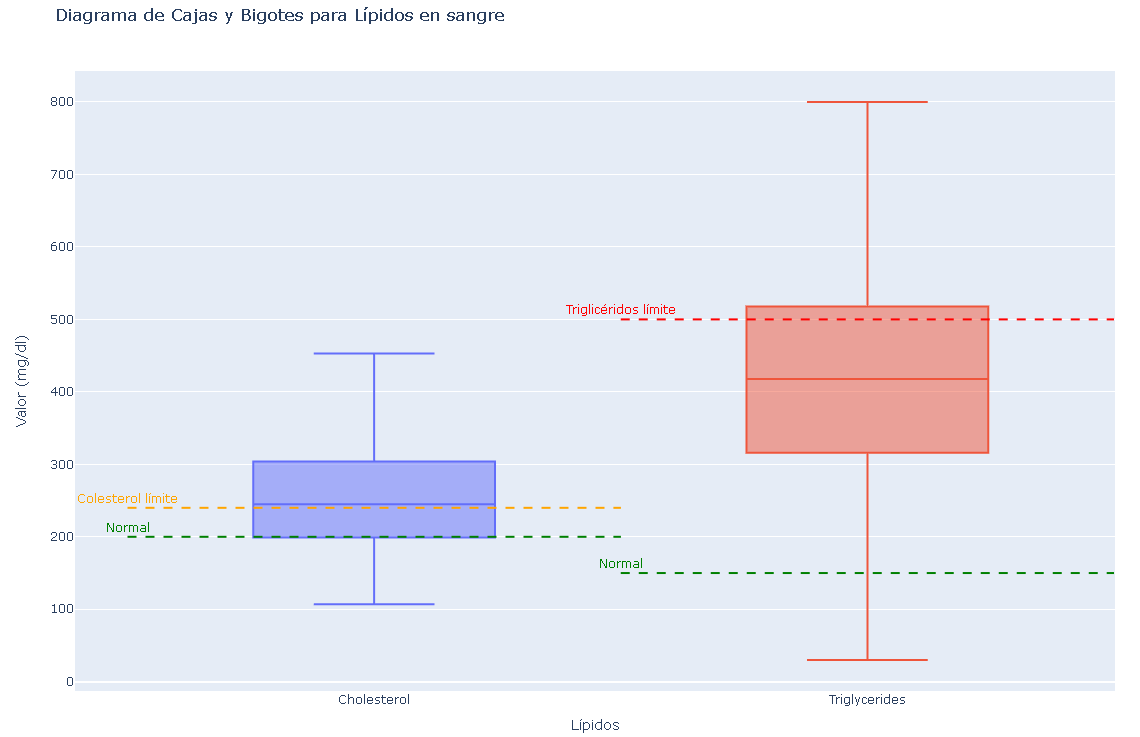 Diagrama de Cajas y Bigotes para Lípidos en sangre
800
700
600
500
400
300
200
100
0
Valor (mg/dl)
Triglicéridos límite
Colesterol límite
Normal
Normal
Cholesterol
Triglycerides
Lípidos